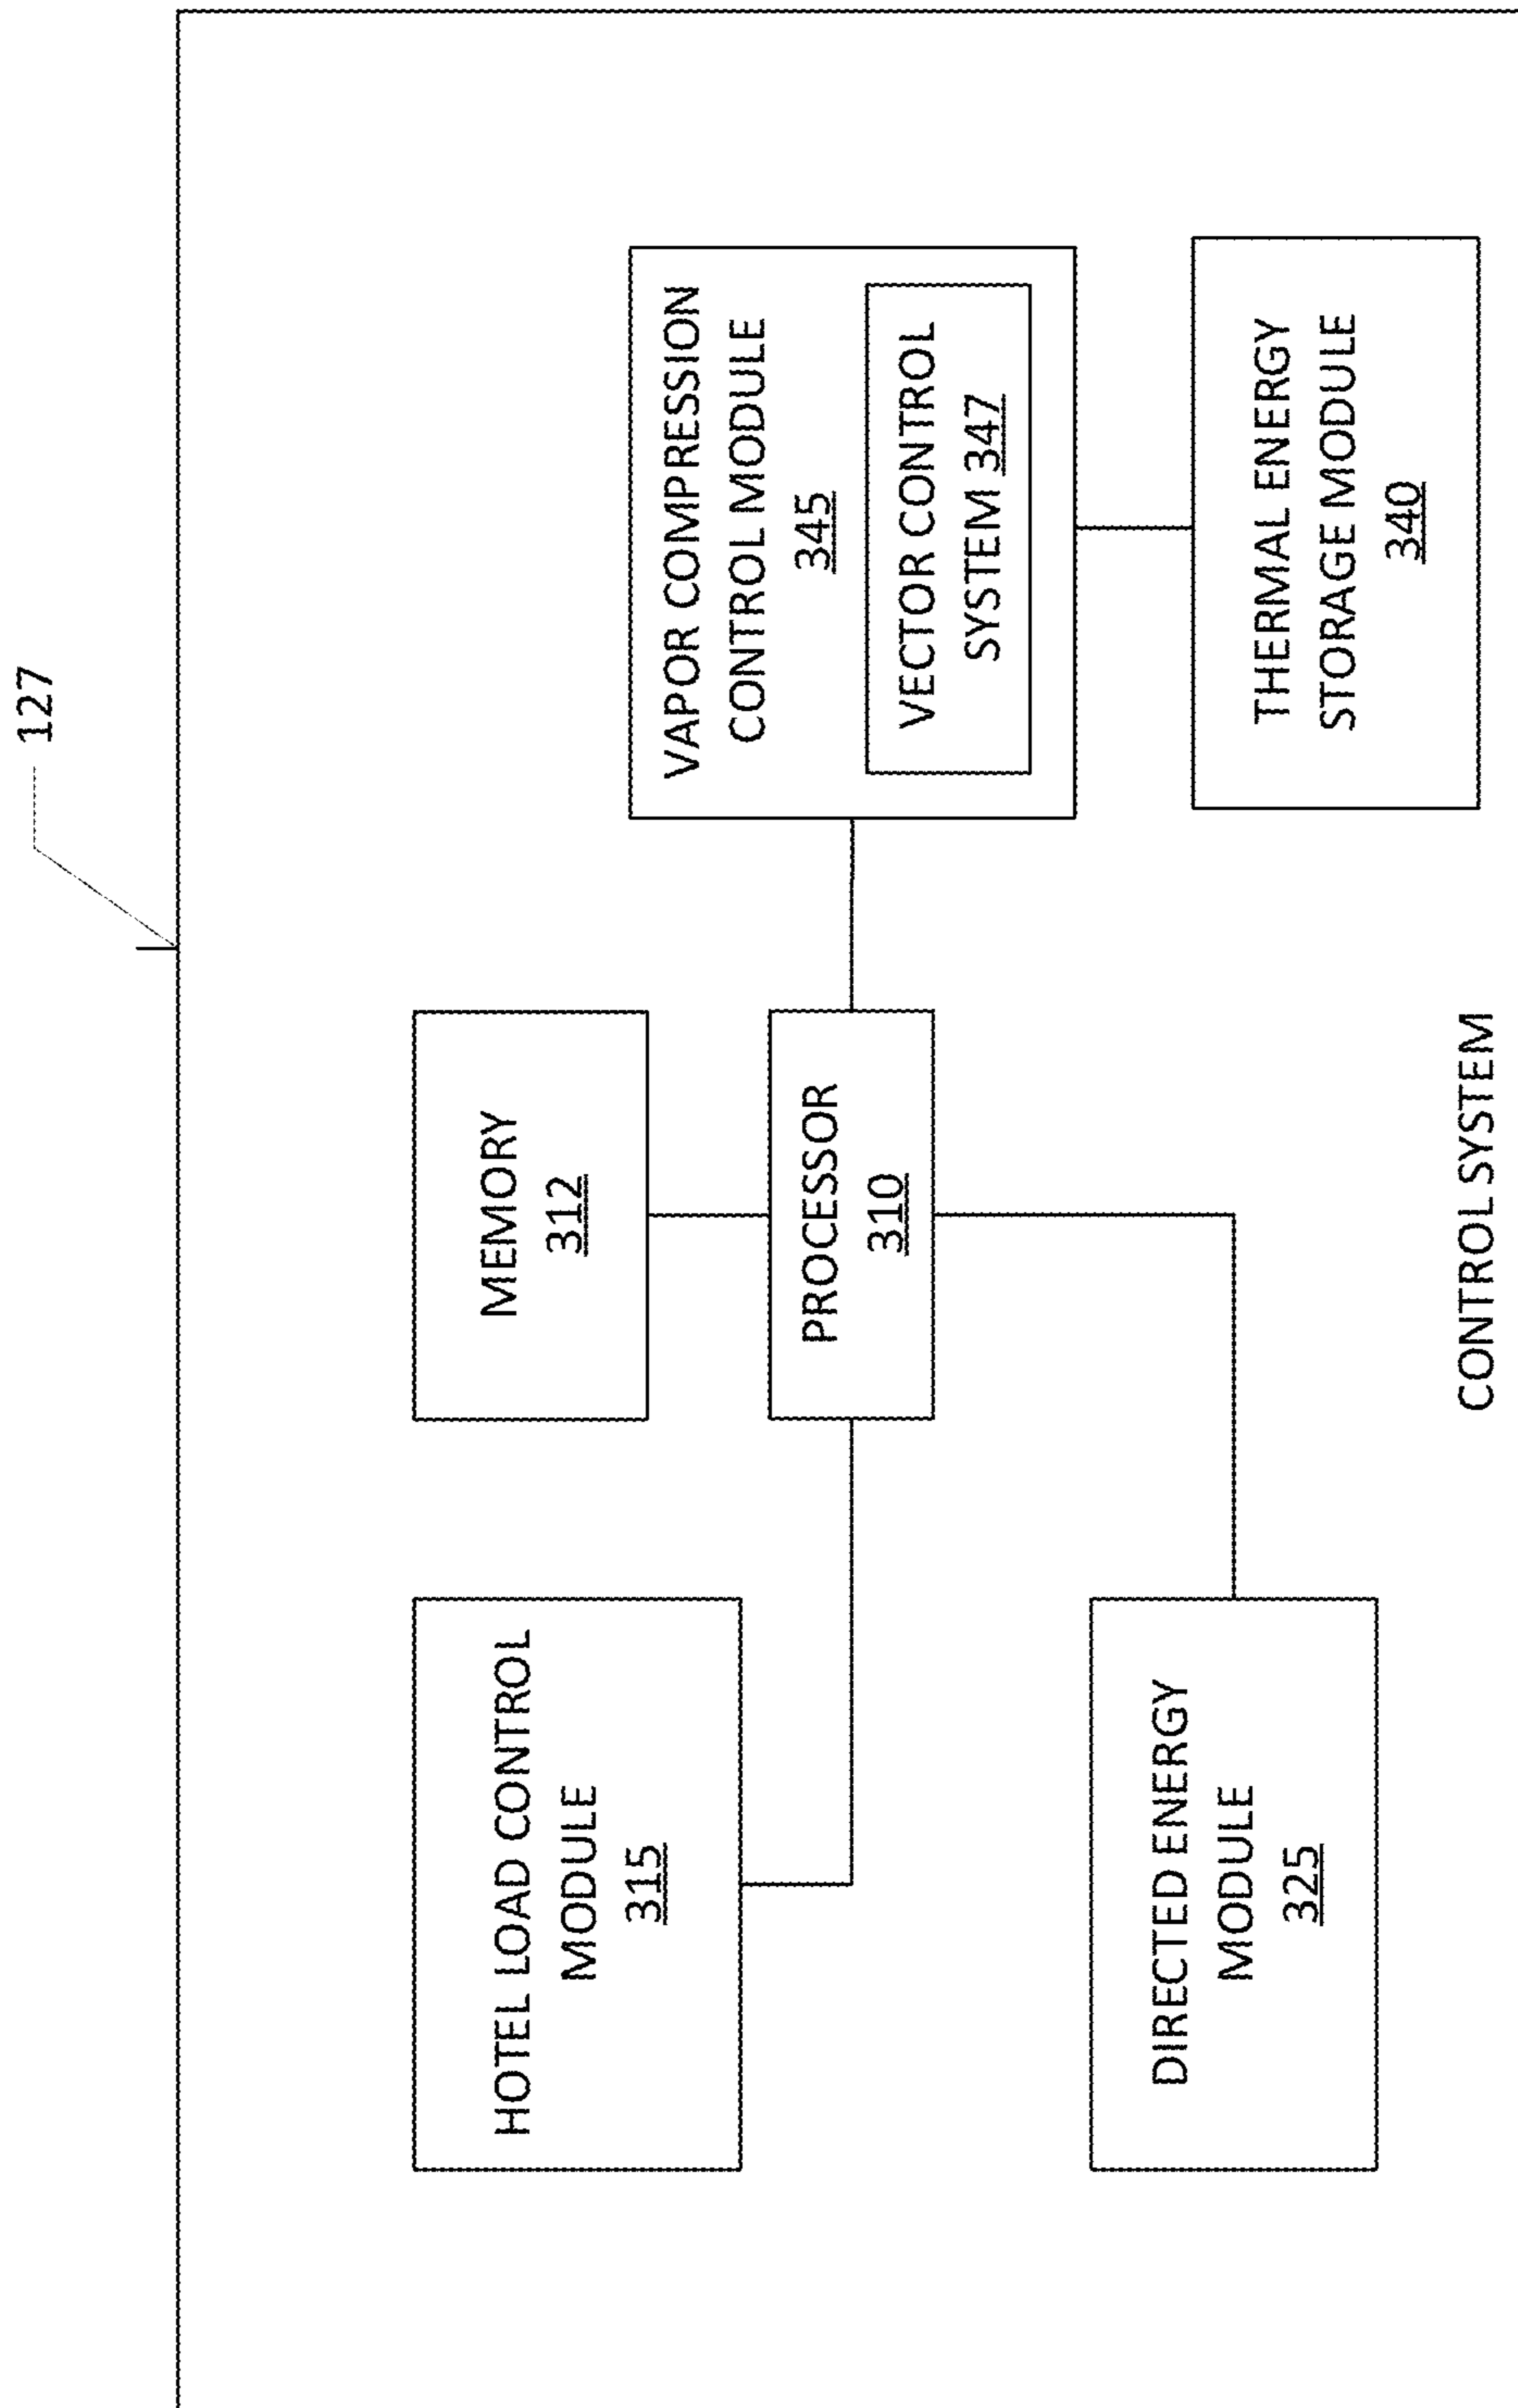 127
HOTEL LOAD CONTROL
MODULE
315
MEMORY
312
VAPOR COMPRESSION
CONTROL MODULE
345
VECTOR CONTROL
SYSTEM 347
PROCESSOR
310
DIRECTED ENERGY
MODULE
325
THERMAL ENERGY
STORAGE MODULE
340
CONTROL SYSTEM